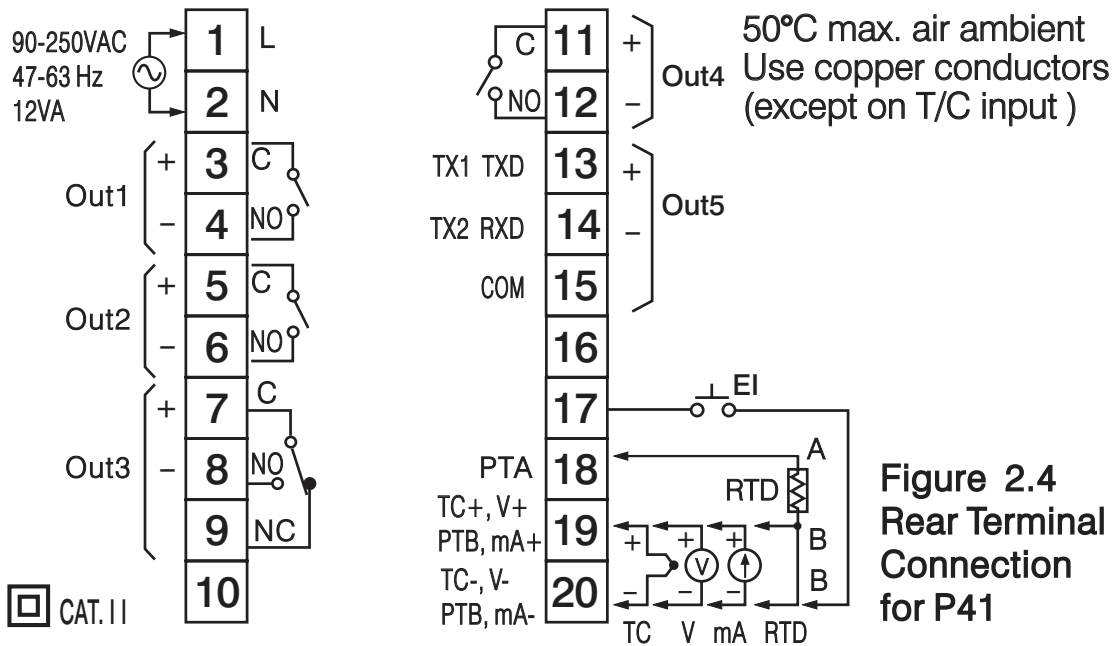 90-250VAC
47-63 Hz
12VA
1 L
2 N
Out1
+ 3 C
− 4 NO
Out2
+ 5 C
− 6 NO
Out3
+ 7 C
− 8 NO
9 NC
10
CAT. II
C 11 +
NO 12 −
Out4
50°C max. air ambient
Use copper conductors
(except on T/C input )
TX1 TXD 13 +
TX2 RXD 14 −
Out5
COM 15
16
17 EI
PTA 18 A
RTD
TC+, V+
PTB, mA+ 19 + + + B
V
TC-, V-
PTB, mA- 20 − − − B
TC V mA RTD
Figure 2.4
Rear Terminal
Connection
for P41